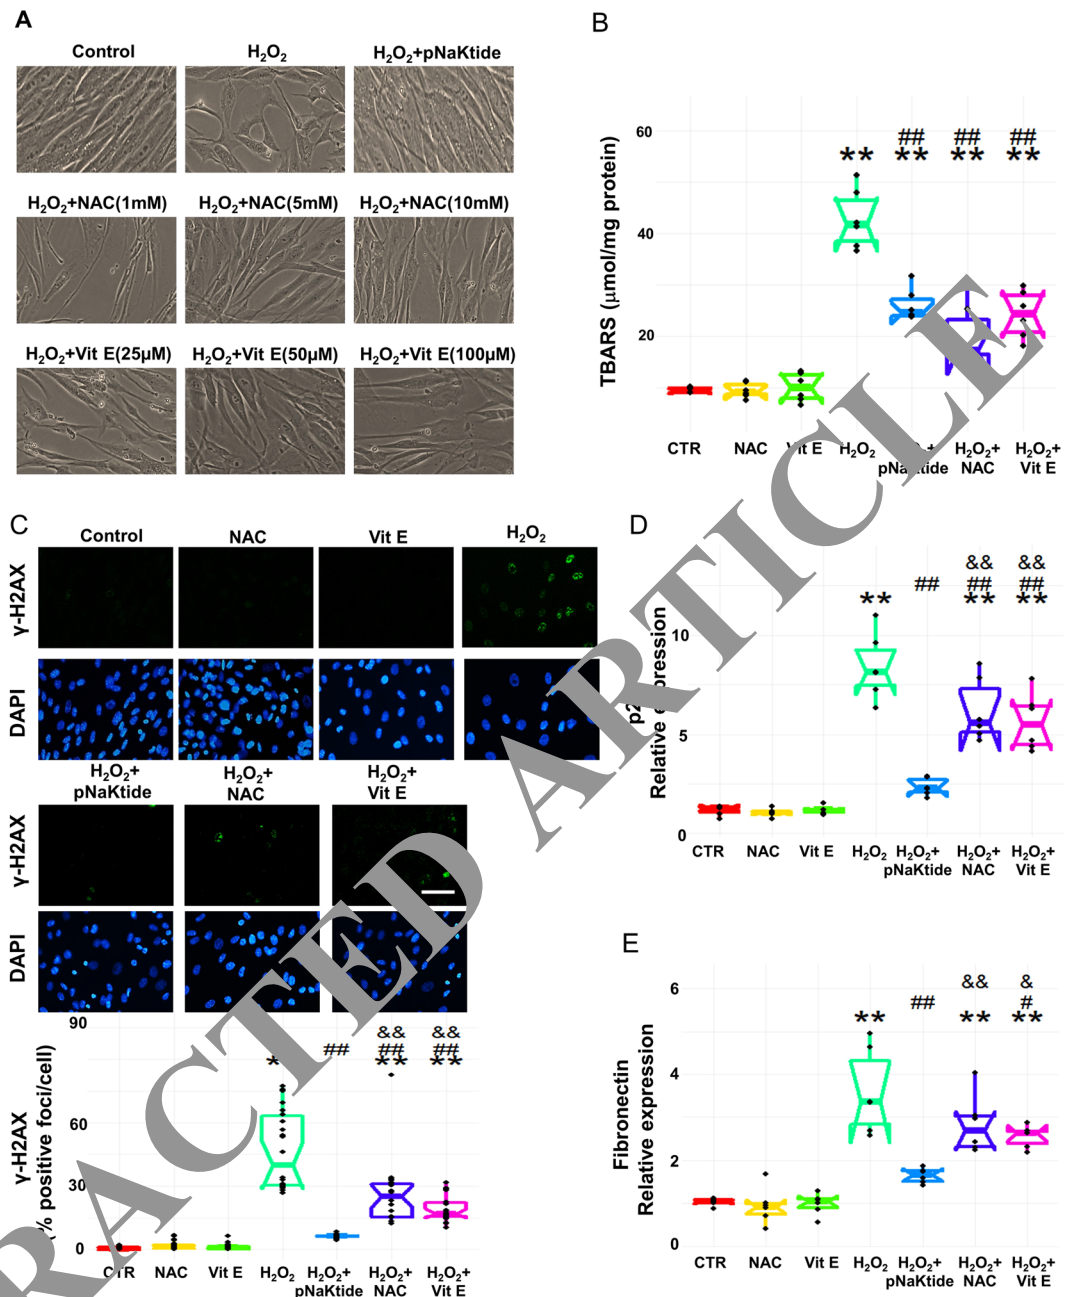 A
Control
H₂O₂
H₂O₂+pNaKtide
H₂O₂+NAC(1mM)
H₂O₂+NAC(5mM)
H₂O₂+NAC(10mM)
H₂O₂+Vit E(25μM)
H₂O₂+Vit E(50μM)
H₂O₂+Vit E(100μM)
B
TBARS (μmol/mg protein)
60
40
20
**
##
**
##
**
##
**
CTR
NAC
Vit E
H₂O₂
pNaKtide
H₂O₂+
NAC
H₂O₂+
Vit E
C
Control
NAC
Vit E
H₂O₂
γ-H2AX
DAPI
H₂O₂+
pNaKtide
H₂O₂+
NAC
H₂O₂+
Vit E
γ-H2AX
DAPI
γ-H2AX
(% positive foci/cell)
90
60
30
0
*
##
&&
##
**
&&
##
**
CTR
NAC
Vit E
H₂O₂
H₂O₂+
pNaKtide
H₂O₂+
NAC
H₂O₂+
Vit E
D
Relative expression
10
5
0
**
##
&&
##
**
&&
##
**
CTR
NAC
Vit E
H₂O₂
H₂O₂+
pNaKtide
H₂O₂+
NAC
H₂O₂+
Vit E
E
Fibronectin
Relative expression
6
4
2
0
**
##
&&
**
&
#
**
CTR
NAC
Vit E
H₂O₂
H₂O₂+
pNaKtide
H₂O₂+
NAC
H₂O₂+
Vit E
RACTED ARTICLE